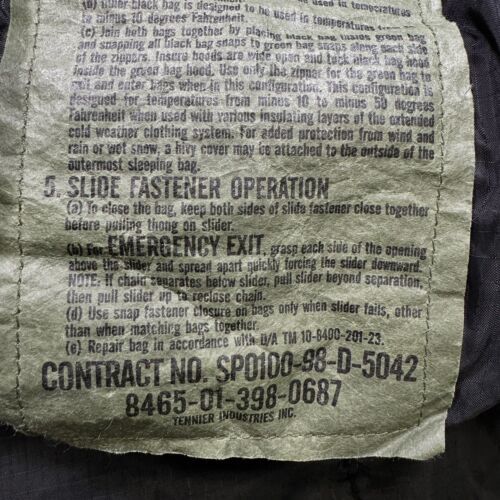 (b) Inner black bag is designed to be used in temperatures
to minus 10 degrees Fahrenheit.
(c) Join both bags together by placing black bag inside green bag
and snapping all black bag snaps to green bag snaps along each side
of the zippers. Insure hoods are wide open and tuck black bag hood
inside the green bag hood. Use only the zipper for the green bag to
exit and enter bags when in this configuration. This configuration is
designed for temperatures from minus 10 to minus 50 degrees
Fahrenheit when used with various insulating layers of the extended
cold weather clothing system. For added protection from wind and
rain or wet snow, a bivy cover may be attached to the outside of the
outermost sleeping bag.
5. SLIDE FASTENER OPERATION
(a) To close the bag, keep both sides of slide fastener close together
before pulling thong on slider.
(b) For EMERGENCY EXIT, grasp each side of the opening
above the slider and spread apart quickly forcing the slider downward.
NOTE: If chain separates below slider, pull slider beyond separation,
then pull slider up to reclose chain.
(d) Use snap fastener closure on bags only when slider fails, other
than when matching bags together.
(e) Repair bag in accordance with D/A TM 10-8400-201-23.
CONTRACT NO. SPO100-98-D-5042
8465-01-398-0687
TENNIER INDUSTRIES INC.